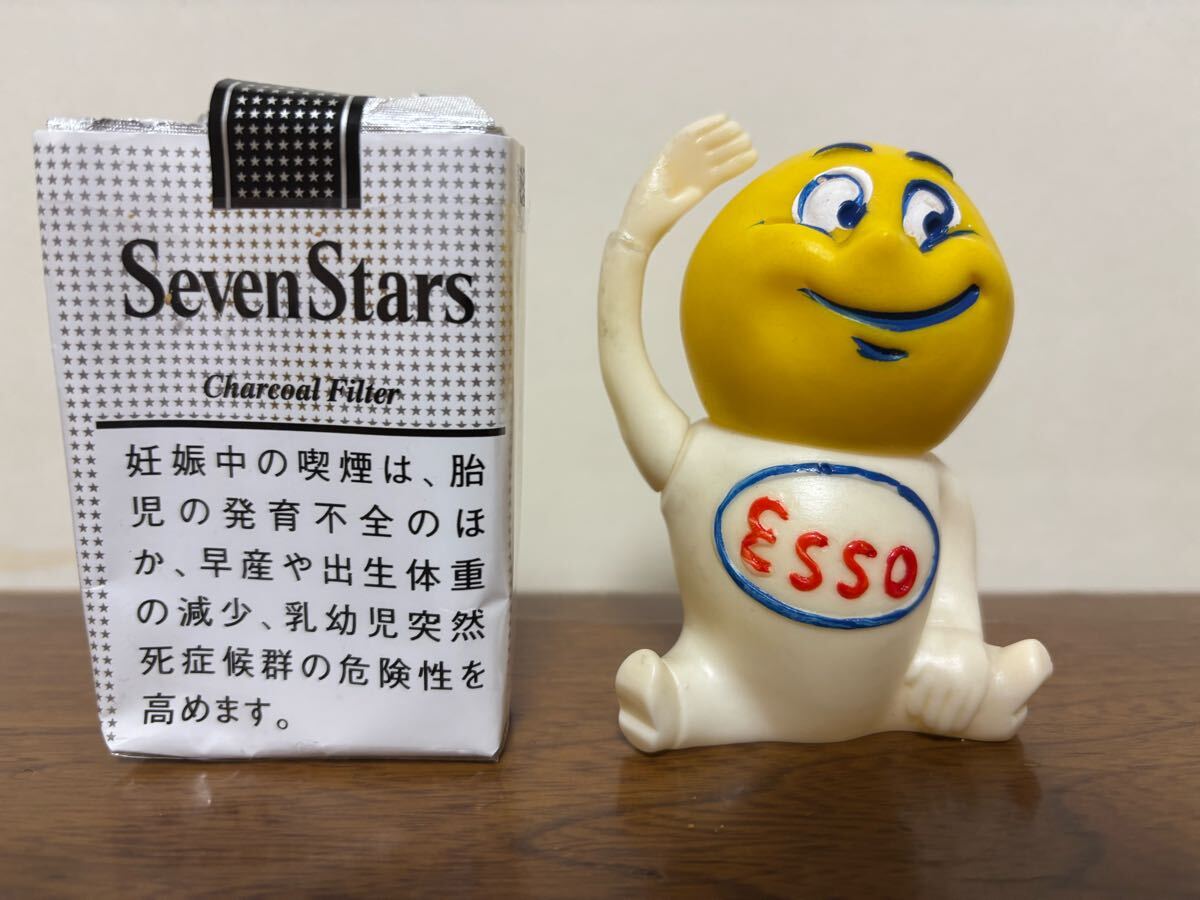 Seven Stars
Charcoal Filter
妊娠中の喫煙は、胎
児の発育不全のほ
か、早産や出生体重
の減少、乳幼児突然
死症候群の危険性を
高めます。
Esso